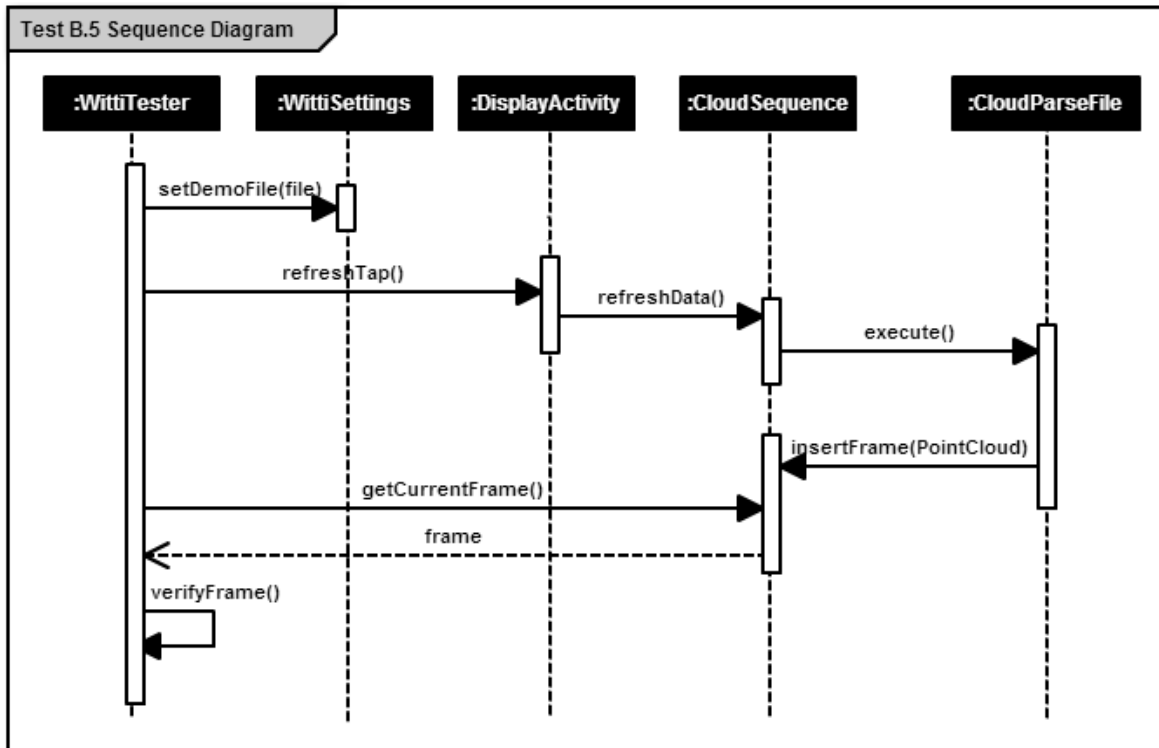 Test B.5 Sequence Diagram
:WittiTester
:WittiSettings
:DisplayActivity
:CloudSequence
:CloudParseFile
setDemoFile(file)
refreshTap()
refreshData()
execute()
insertFrame(PointCloud)
getCurrentFrame()
frame
verifyFrame()